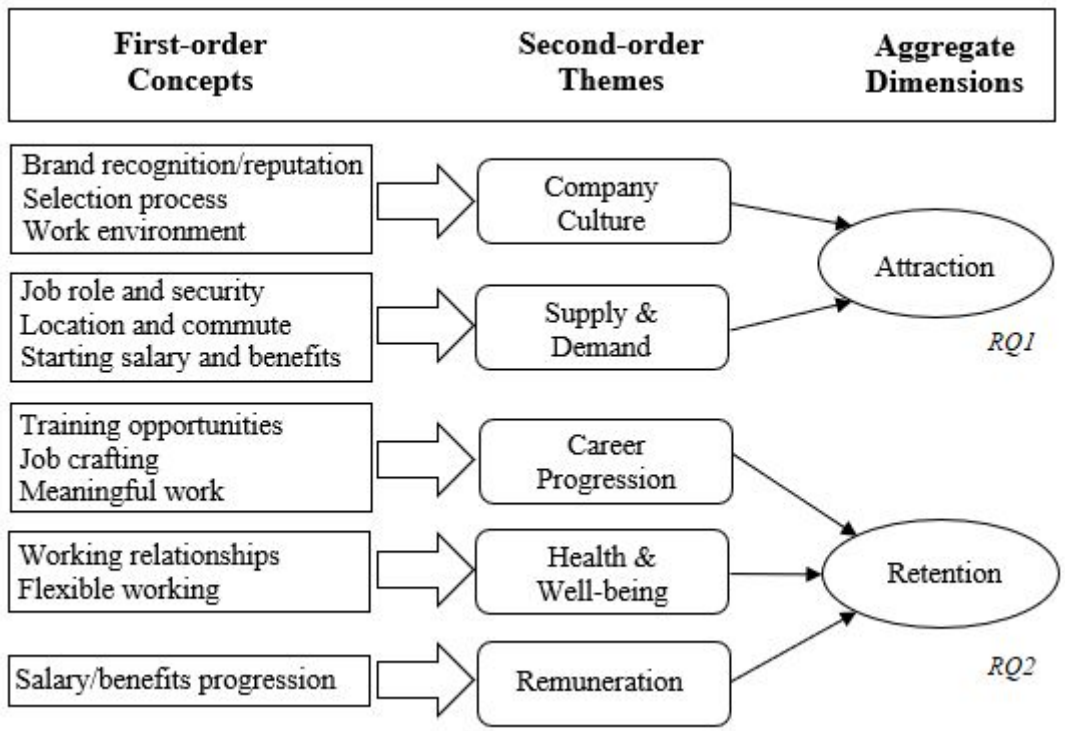 First-order
Concepts
Second-order
Themes
Aggregate
Dimensions
Brand recognition/reputation
Selection process
Work environment
Company
Culture
Attraction
Job role and security
Location and commute
Starting salary and benefits
Supply &
Demand
RQ1
Training opportunities
Job crafting
Meaningful work
Career
Progression
Working relationships
Flexible working
Health &
Well-being
Retention
Salary/benefits progression
Remuneration
RQ2